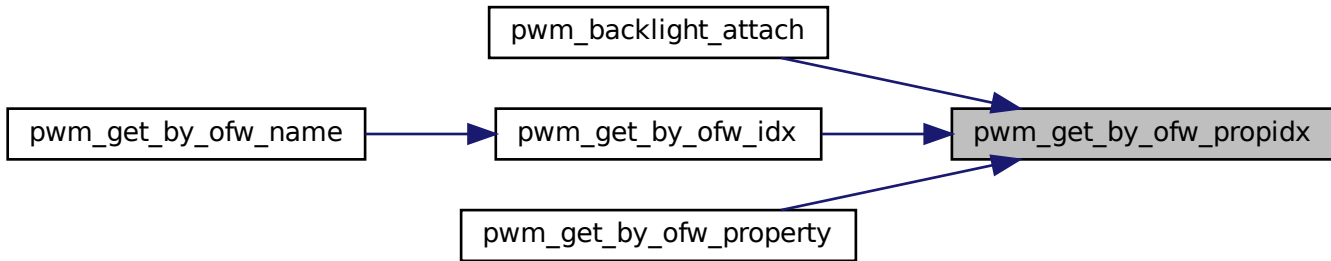 pwm_backlight_attach
pwm_get_by_ofw_name
pwm_get_by_ofw_idx
pwm_get_by_ofw_propidx
pwm_get_by_ofw_property